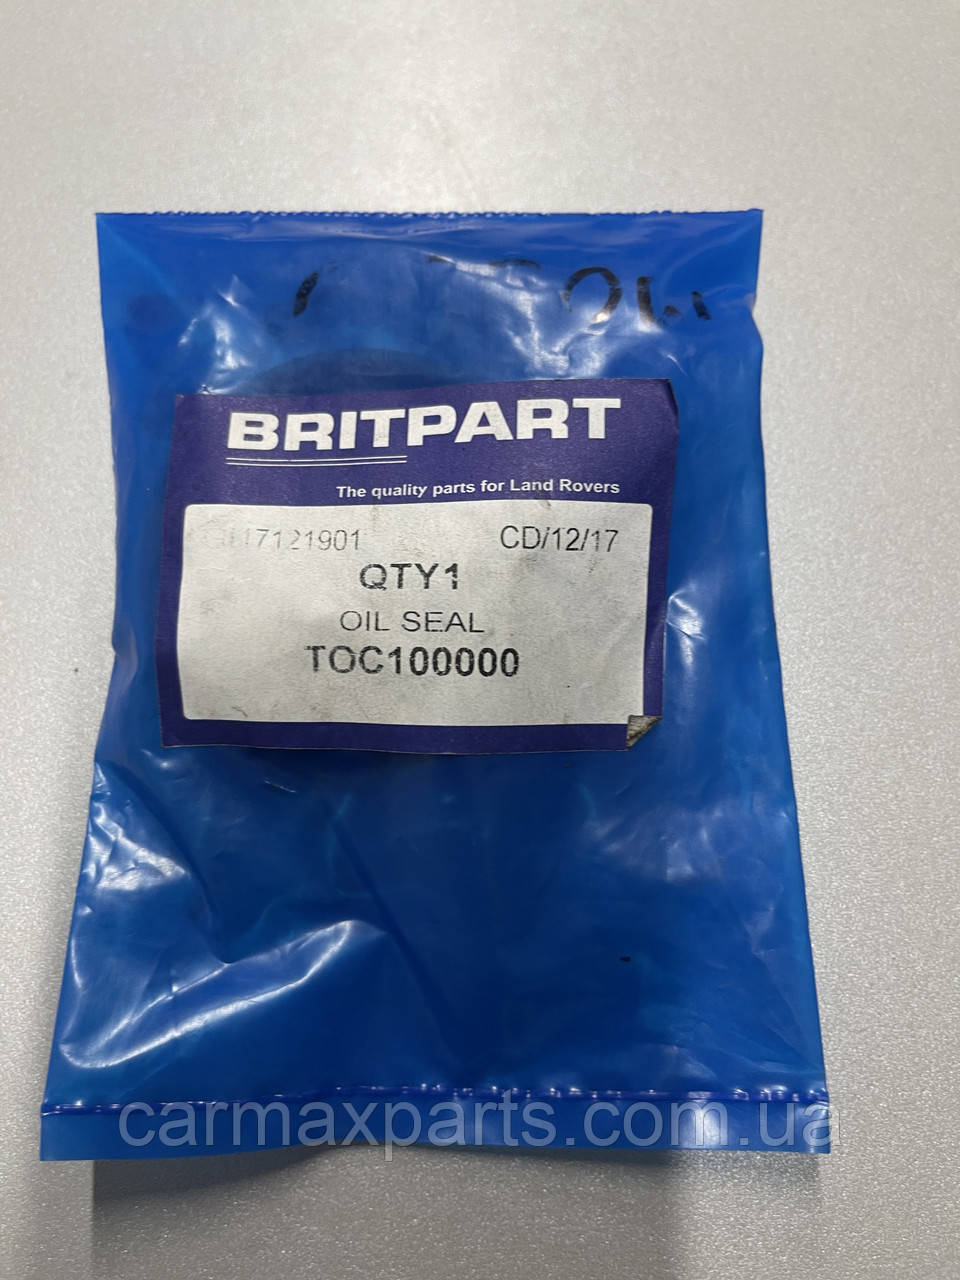 BRITPART
The quality parts for Land Rovers
17121901 CD/12/17
QTY1
OIL SEAL
TOC100000
carmaxparts.com.ua